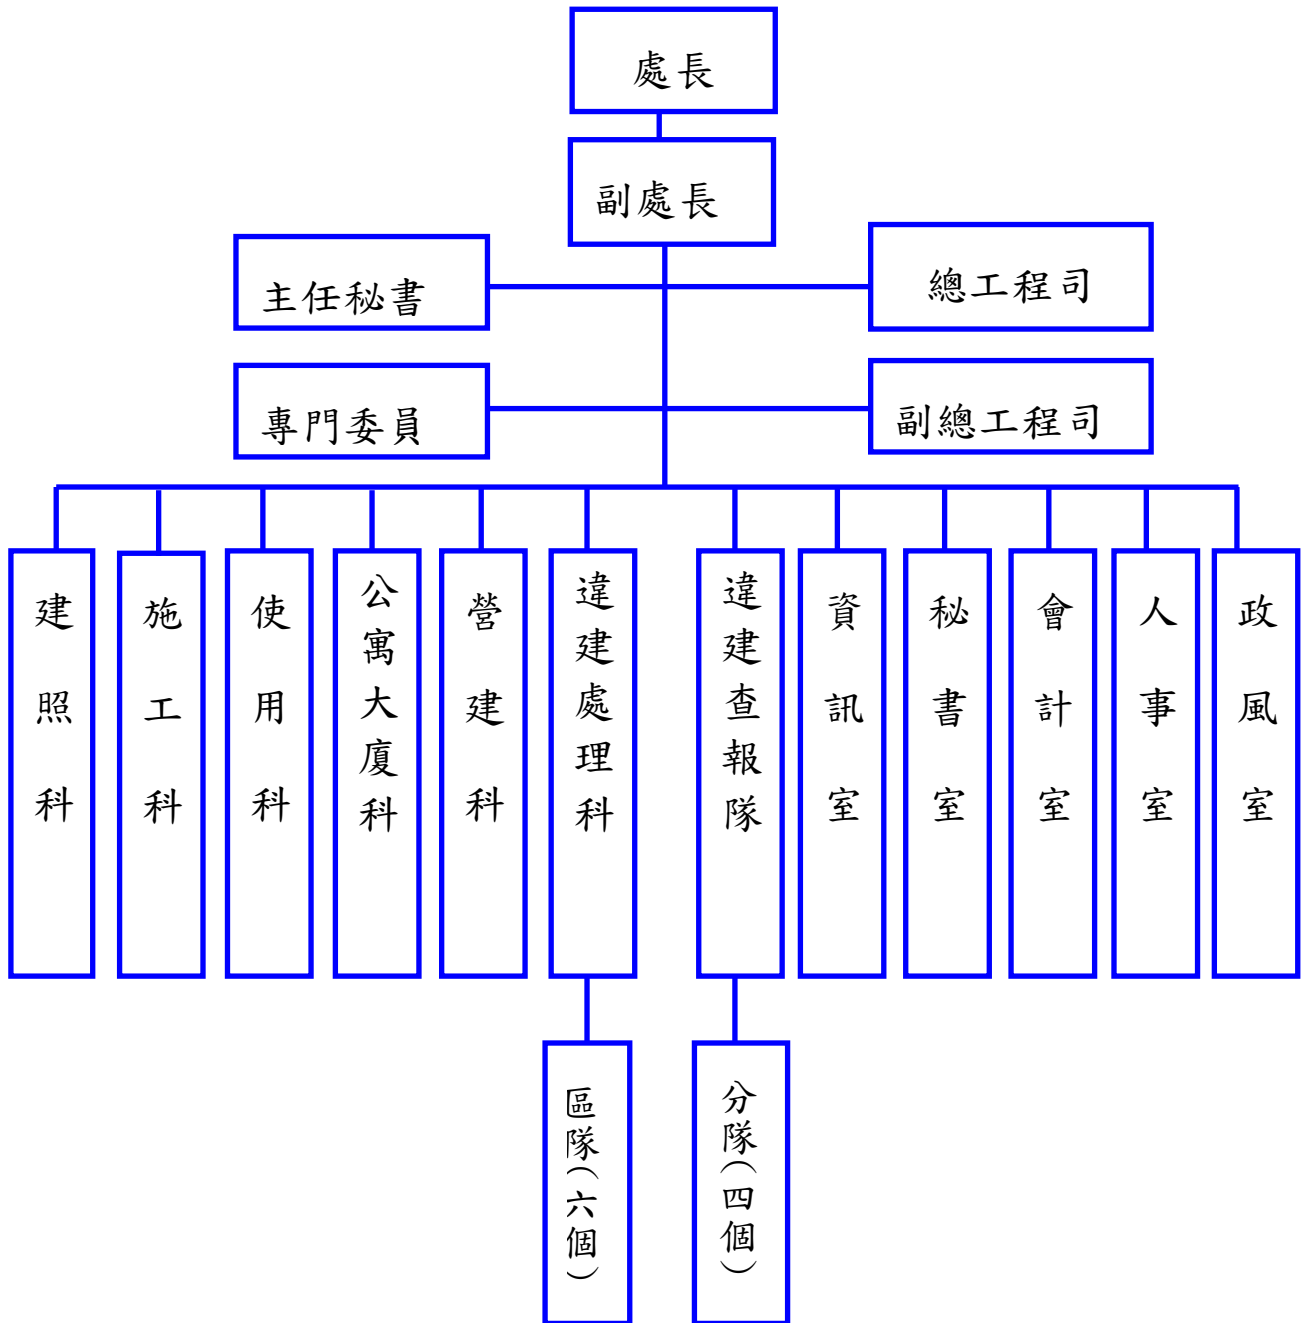 處長
副處長
主任秘書
總工程司
專門委員
副總工程司
建照科
施工科
使用科
公寓大廈科
營建科
違建處理科
違建查報隊
資訊室
秘書室
會計室
人事室
政風室
區隊(六個)
分隊(四個)